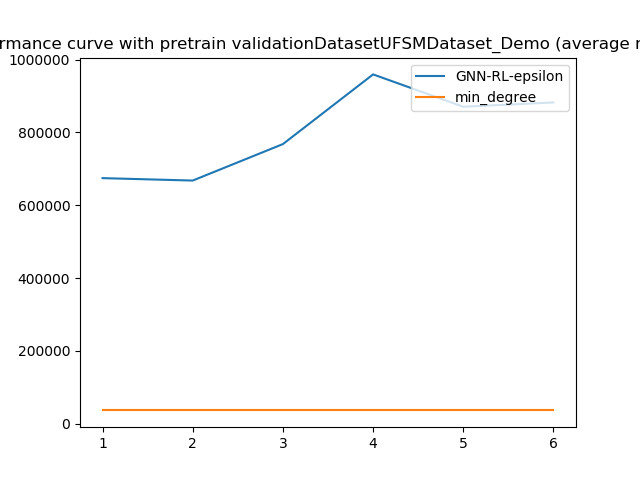 validationDatasetUFSMDataset_Demo (average
curve with pretrain
1000000
800000
600000
400000
200000
0
1 2 3 4 5 6
GNN-RL-epsilon
min_degree